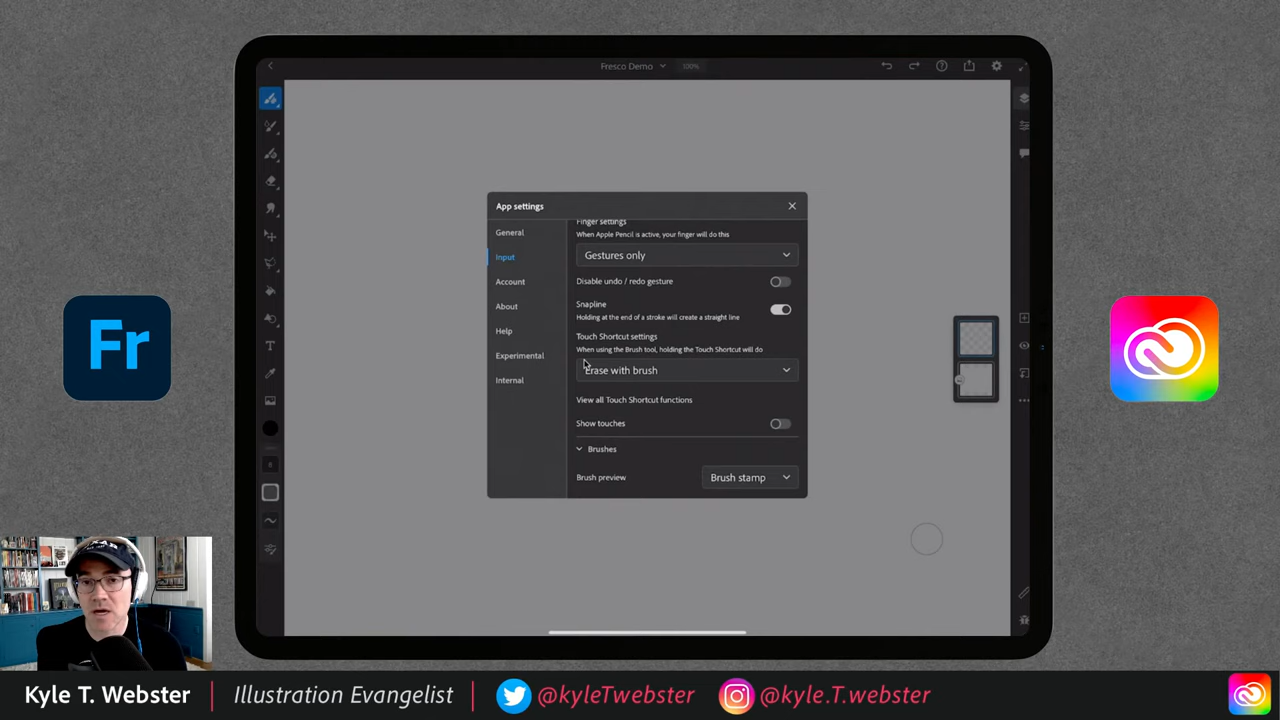 Fresco Demo
100%
App settings
General
Input
Account
About
Help
Experimental
Internal
Finger settings
When Apple Pencil is active, your finger will do this
Gestures only
Disable undo / redo gesture
Snapline
Holding at the end of a stroke will create a straight line
Touch Shortcut settings
When using the Brush tool, holding the Touch Shortcut will do
Erase with brush
View all Touch Shortcut functions
Show touches
Brushes
Brush preview
Brush stamp
T
8
Fr
Kyle T. Webster
Illustration Evangelist
@kyleTwebster
@kyle.T.webster